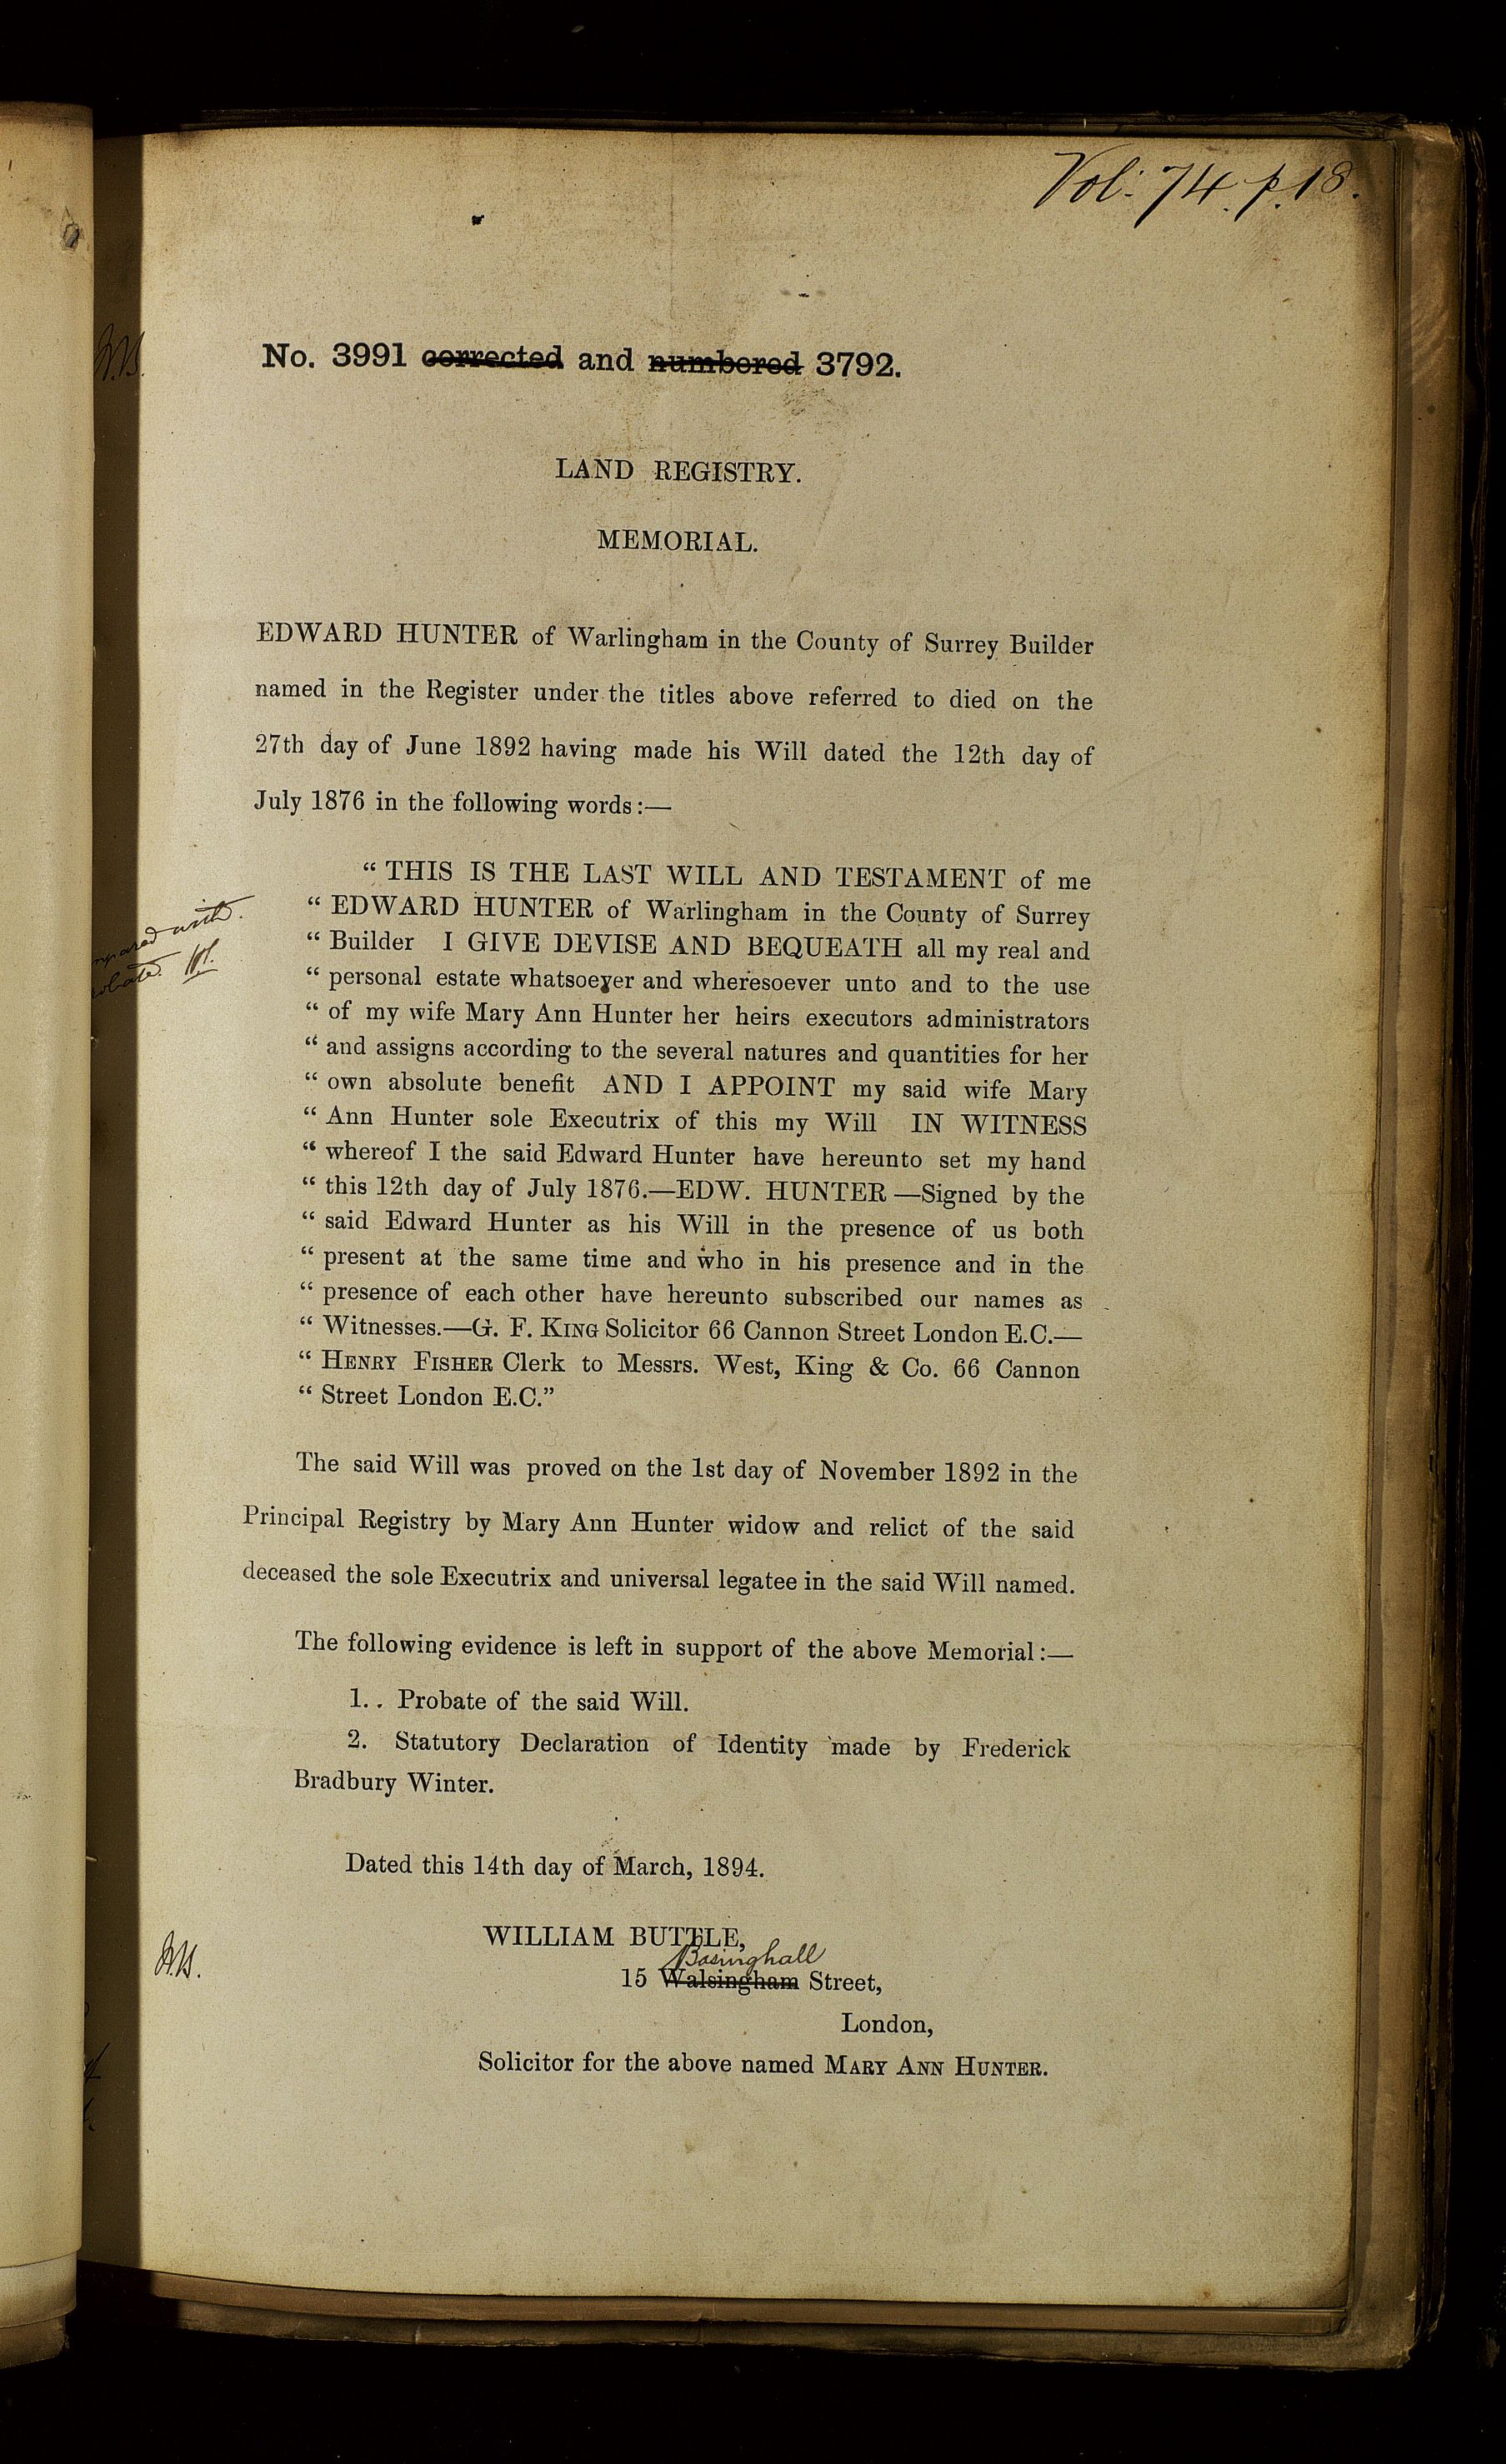 Vol: 74. p. 18.
No. 3991 corrected and numbered 3792.
LAND REGISTRY.
MEMORIAL.
EDWARD HUNTER of Warlingham in the County of Surrey Builder
named in the Register under the titles above referred to died on the
27th day of June 1892 having made his Will dated the 12th day of
July 1876 in the following words:—
“ THIS IS THE LAST WILL AND TESTAMENT of me
“ EDWARD HUNTER of Warlingham in the County of Surrey
“ Builder I GIVE DEVISE AND BEQUEATH all my real and
“ personal estate whatsoever and wheresoever unto and to the use
“ of my wife Mary Ann Hunter her heirs executors administrators
“ and assigns according to the several natures and quantities for her
“ own absolute benefit AND I APPOINT my said wife Mary
“ Ann Hunter sole Executrix of this my Will IN WITNESS
“ whereof I the said Edward Hunter have hereunto set my hand
“ this 12th day of July 1876.—EDW. HUNTER—Signed by the
“ said Edward Hunter as his Will in the presence of us both
“ present at the same time and who in his presence and in the
“ presence of each other have hereunto subscribed our names as
“ Witnesses.—G. F. KING Solicitor 66 Cannon Street London E.C.—
“ HENRY FISHER Clerk to Messrs. West, King & Co. 66 Cannon
“ Street London E.C.”
The said Will was proved on the 1st day of November 1892 in the
Principal Registry by Mary Ann Hunter widow and relict of the said
deceased the sole Executrix and universal legatee in the said Will named.
The following evidence is left in support of the above Memorial:—
1. . Probate of the said Will.
2. Statutory Declaration of Identity made by Frederick
Bradbury Winter.
Dated this 14th day of March, 1894.
WILLIAM BUTTLE,
Basinghall
15 Walsingham Street,
London,
Solicitor for the above named MARY ANN HUNTER.